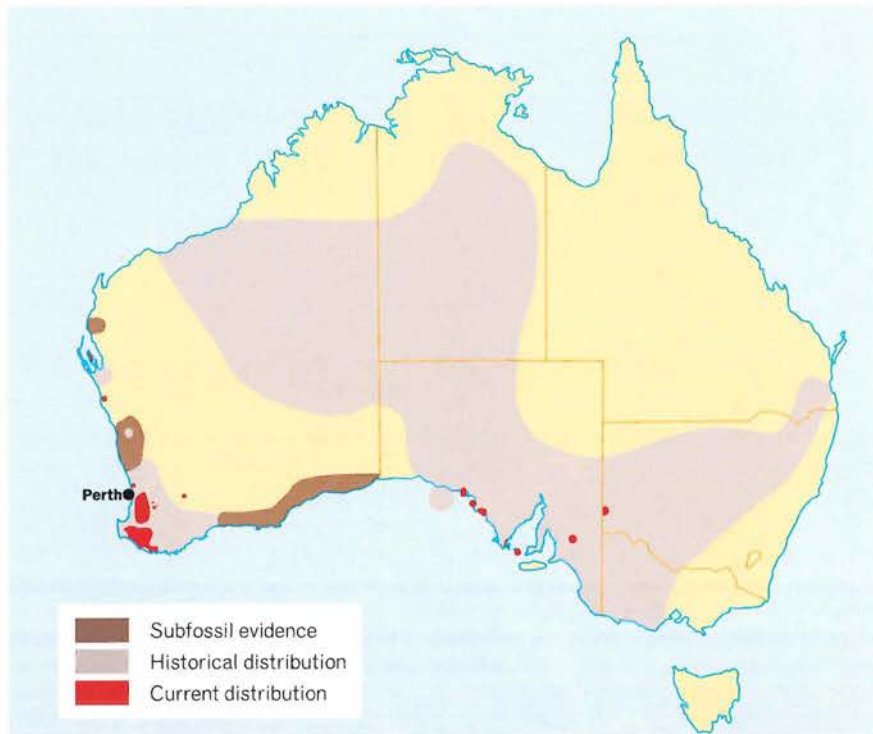 Perth
Subfossil evidence
Historical distribution
Current distribution